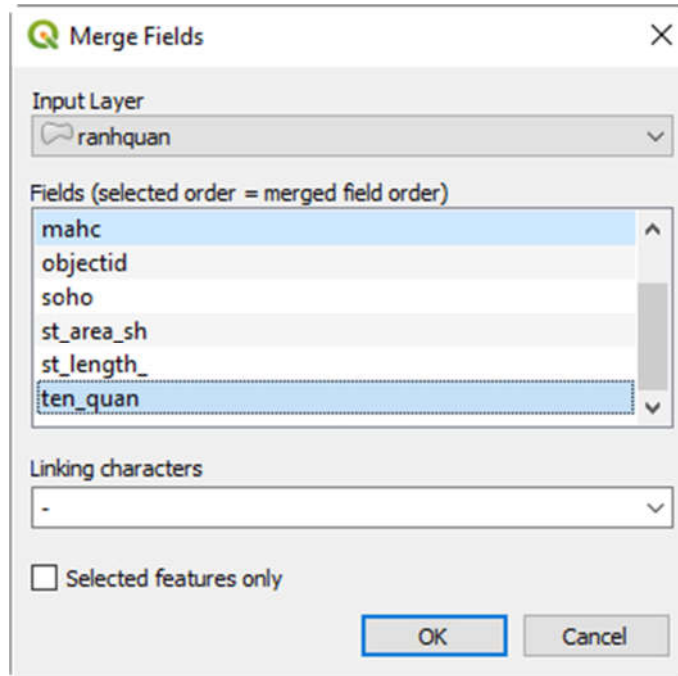 Merge Fields
Input Layer
ranhquan
Fields (selected order = merged field order)
mahc
objectid
soho
st_area_sh
st_length_
ten_quan
Linking characters
-
Selected features only
OK
Cancel